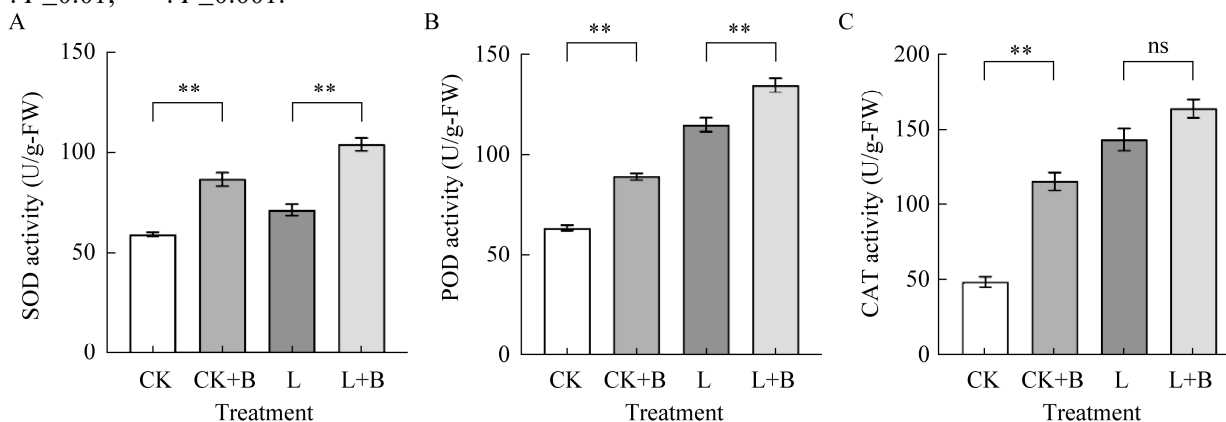 A
SOD activity (U/g-FW)
150
100
50
0
**
**
CK CK+B L L+B
Treatment
B
POD activity (U/g-FW)
150
100
50
0
**
**
CK CK+B L L+B
Treatment
C
CAT activity (U/g-FW)
200
150
100
50
0
**
ns
CK CK+B L L+B
Treatment